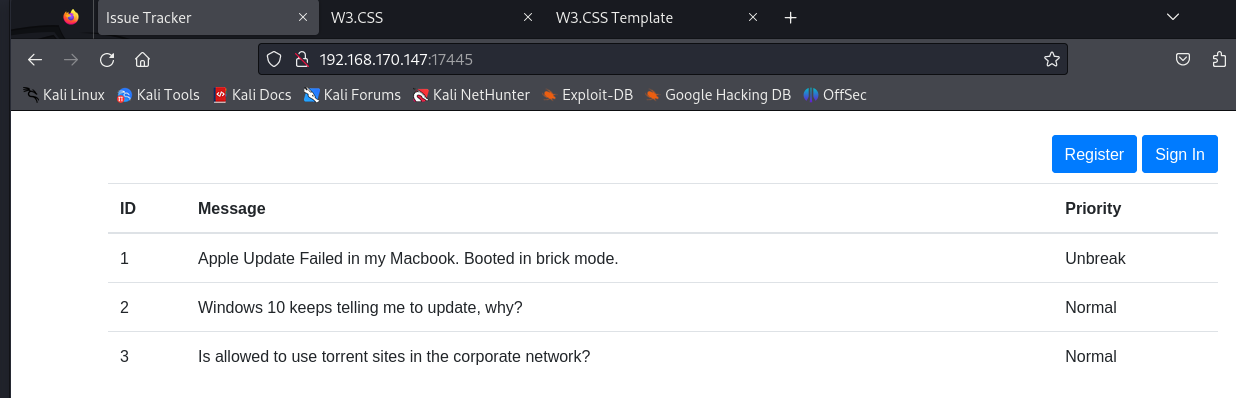 Issue Tracker W3.CSS W3.CSS Template
192.168.170.147:17445
Kali Linux Kali Tools Kali Docs Kali Forums Kali NetHunter Exploit-DB Google Hacking DB OffSec
Register Sign In
ID Message Priority
1 Apple Update Failed in my Macbook. Booted in brick mode. Unbreak
2 Windows 10 keeps telling me to update, why? Normal
3 Is allowed to use torrent sites in the corporate network? Normal